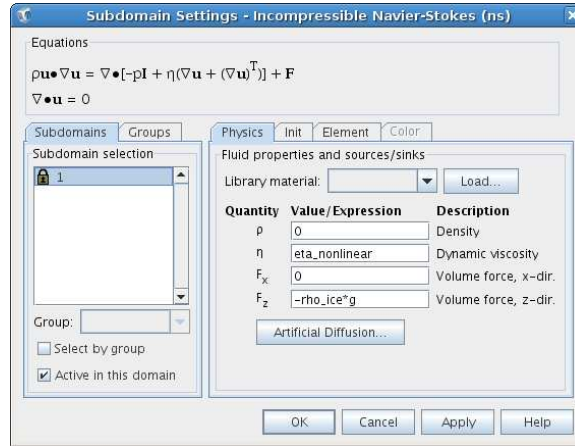 Subdomain Settings - Incompressible Navier-Stokes (ns)
Equations
ρu•∇u = ∇•[-pI + η(∇u + (∇u)ᵀ)] + F
∇•u = 0
Subdomains Groups
Subdomain selection
1
Group:
Select by group
Active in this domain
Physics Init Element Color
Fluid properties and sources/sinks
Library material: Load...
Quantity Value/Expression Description
ρ 0 Density
η eta_nonlinear Dynamic viscosity
Fx 0 Volume force, x-dir.
Fz -rho_ice*g Volume force, z-dir.
Artificial Diffusion...
OK Cancel Apply Help